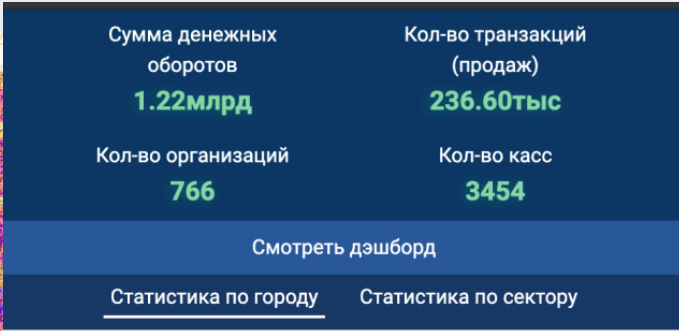 Сумма денежных
оборотов
1.22млрд
Кол-во транзакций
(продаж)
236.60тыс
Кол-во организаций
766
Кол-во касс
3454
Смотреть дэшборд
Статистика по городу
Статистика по сектору